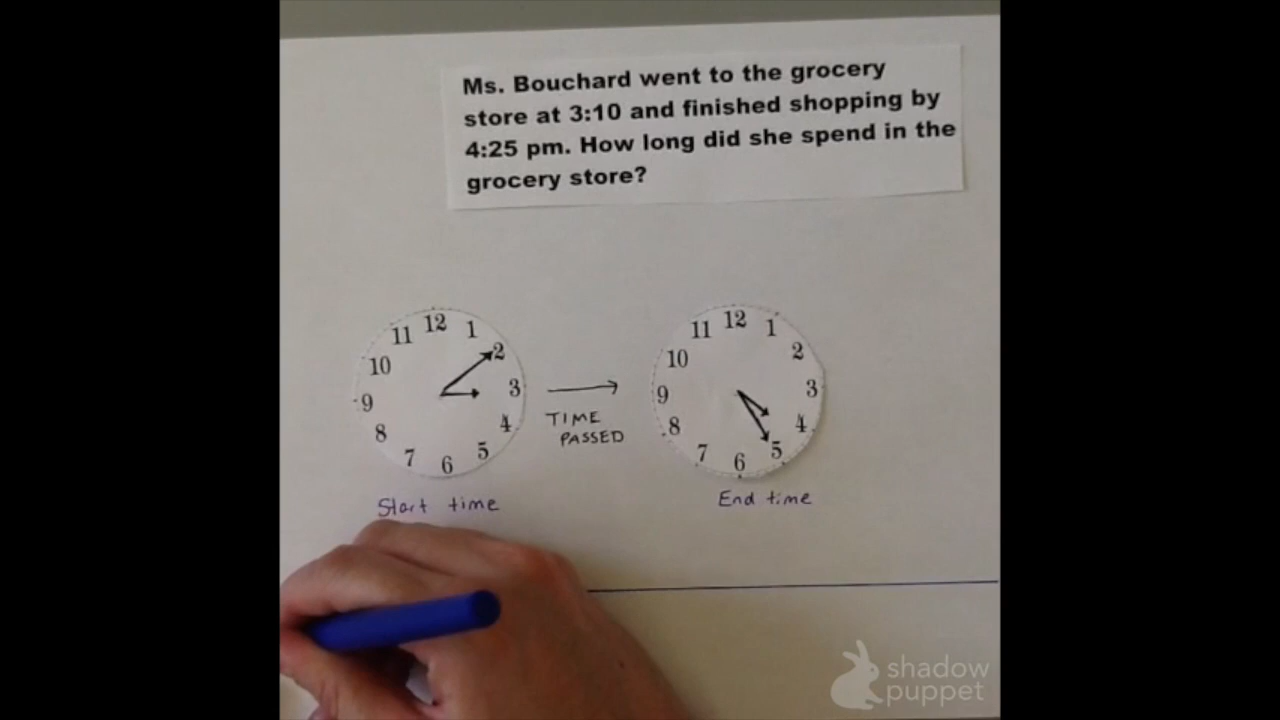 Ms. Bouchard went to the grocery
store at 3:10 and finished shopping by
4:25 pm. How long did she spend in the
grocery store?
12
11
1
10
2
9
3
8
4
7
5
6
TIME
PASSED
12
11
1
10
2
9
3
8
4
7
5
6
Start time
End time
shadow
puppet